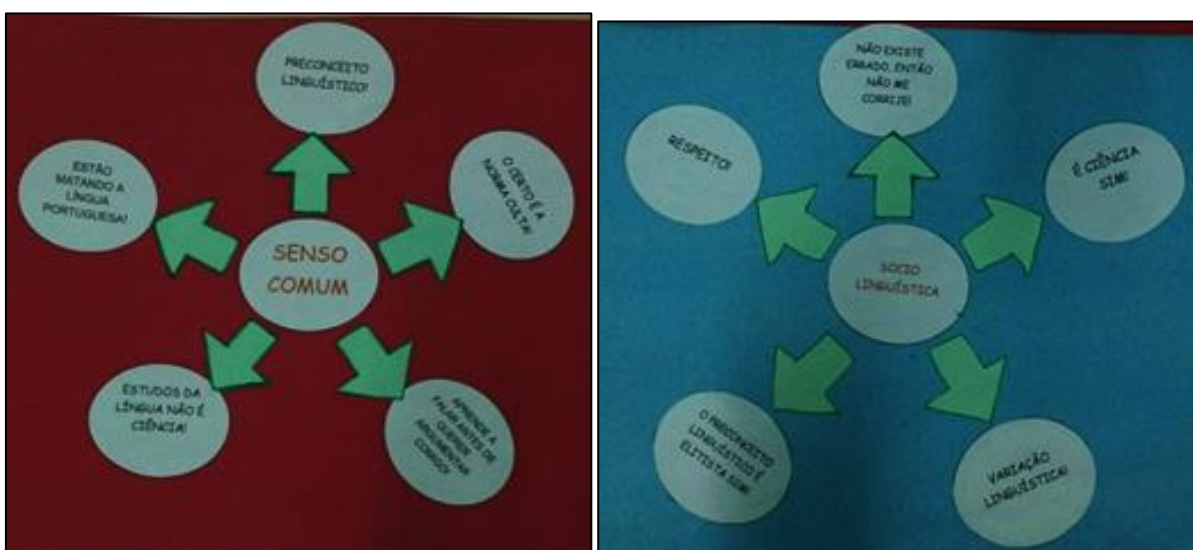 PRECONCEITO
LINGUÍSTICO!
O CERTO É A
NORMA CULTA!
ESTÃO
MATANDO A
LÍNGUA
PORTUGUESA!
SENSO
COMUM
ESTUDOS DA
LÍNGUA NÃO É
CIÊNCIA!
APRENDE A
FALAR ANTES DE
QUERER
ARGUMENTAR
COMIGO!
NÃO EXISTE
ERRADO, ENTÃO
NÃO ME
CORRIJE!
RESPEITO!
É CIÊNCIA
SIM!
SOCIO
LINGUÍSTICA
O PRECONCEITO
LINGUÍSTICO É
ELITISTA SIM!
VARIAÇÃO
LINGUÍSTICA!